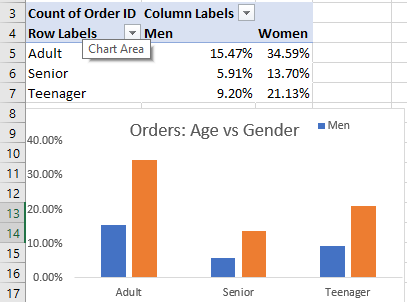 3 Count of Order ID Column Labels
4 Row Labels Men Women
Chart Area
5 Adult 15.47% 34.59%
6 Senior 5.91% 13.70%
7 Teenager 9.20% 21.13%
8
9
10
11
12
13
14
15
16
17
Orders: Age vs Gender
Men
40.00%
30.00%
20.00%
10.00%
0.00%
Adult Senior Teenager